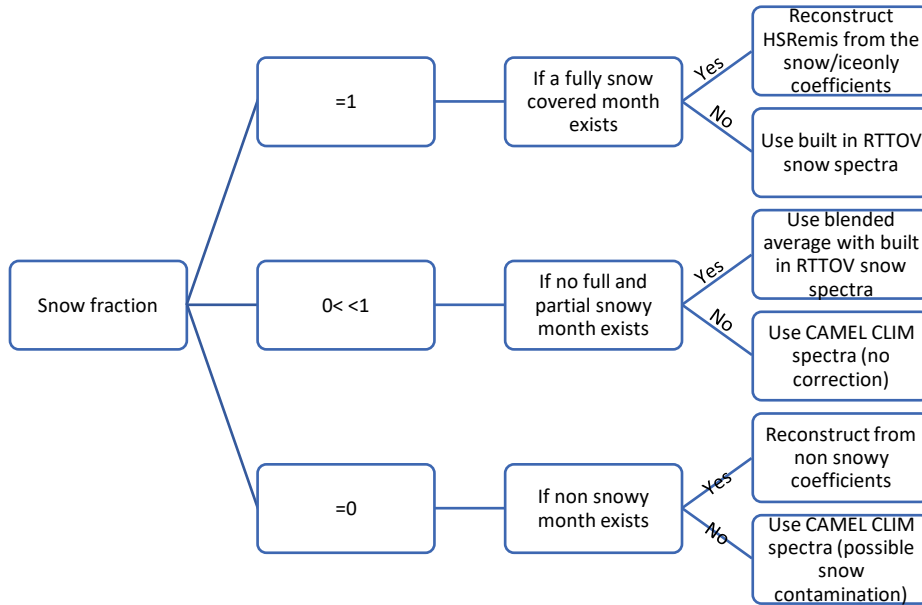 Snow fraction
=1
If a fully snow
covered month
exists
Yes
Reconstruct
HSRemis from the
snow/iceonly
coefficients
No
Use built in RTTOV
snow spectra
0< <1
If no full and
partial snowy
month exists
Yes
Use blended
average with built
in RTTOV snow
spectra
No
Use CAMEL CLIM
spectra (no
correction)
=0
If non snowy
month exists
Yes
Reconstruct from
non snowy
coefficients
No
Use CAMEL CLIM
spectra (possible
snow
contamination)